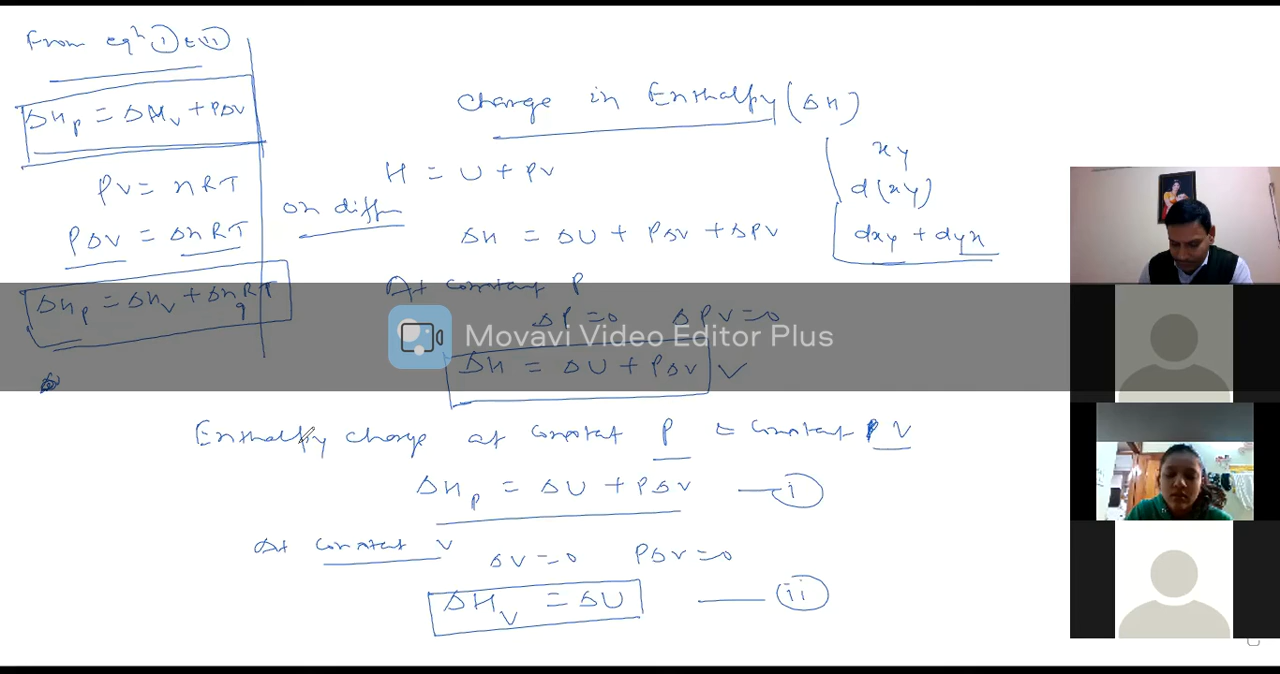 From eqⁿ (i) & (ii)
ΔHp = ΔHv + PΔV
PV = nRT
PΔV = ΔnRT
ΔHp = ΔHv + ΔngRT
Change in Enthalpy (ΔH)
H = U + PV
on diffn
ΔH = ΔU + PΔV + ΔPV
xy
d(xy)
dxy + dyx
At constant P
ΔP = 0 ΔPV = 0
Movavi Video Editor Plus
ΔH = ΔU + PΔV
Enthalpy change at constant P & constant V
ΔHp = ΔU + PΔV — (i)
At constant V ΔV = 0 PΔV = 0
ΔHv = ΔU — (ii)